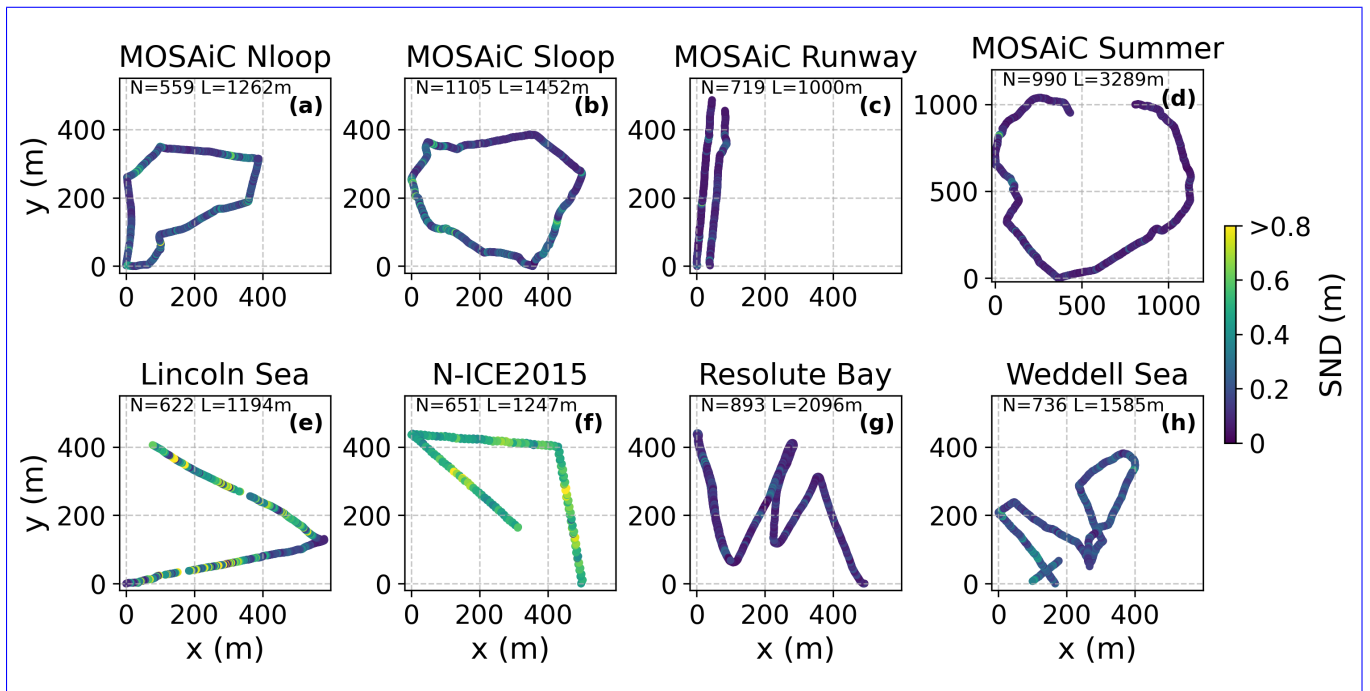 MOSAiC Nloop
N=559 L=1262m
(a)
y (m)
400
200
0
0 200 400
MOSAiC Sloop
N=1105 L=1452m
(b)
400
200
0
0 200 400
MOSAiC Runway
N=719 L=1000m
(c)
400
200
0
0 200 400
MOSAiC Summer
N=990 L=3289m
(d)
1000
500
0
0 500 1000
Lincoln Sea
N=622 L=1194m
(e)
y (m)
400
200
0
0 200 400
x (m)
N-ICE2015
N=651 L=1247m
(f)
400
200
0
0 200 400
x (m)
Resolute Bay
N=893 L=2096m
(g)
400
200
0
0 200 400
x (m)
Weddell Sea
N=736 L=1585m
(h)
400
200
0
0 200 400
x (m)
>0.8
0.6
0.4
0.2
0
SND (m)